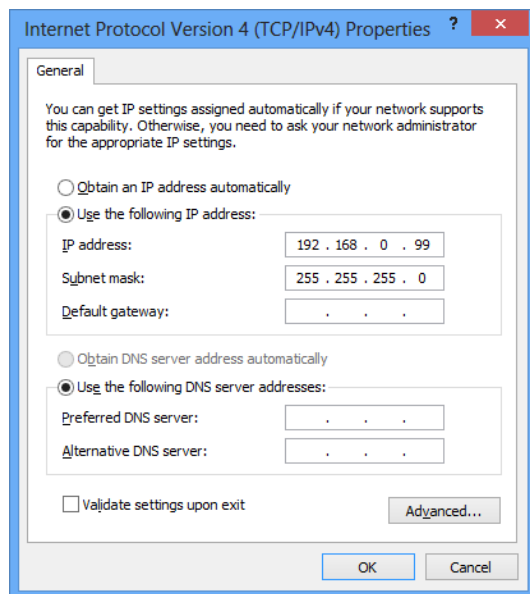 Internet Protocol Version 4 (TCP/IPv4) Properties ? ×
General
You can get IP settings assigned automatically if your network supports
this capability. Otherwise, you need to ask your network administrator
for the appropriate IP settings.
Obtain an IP address automatically
Use the following IP address:
IP address: 192 . 168 . 0 . 99
Subnet mask: 255 . 255 . 255 . 0
Default gateway: . . .
Obtain DNS server address automatically
Use the following DNS server addresses:
Preferred DNS server: . . .
Alternative DNS server: . . .
Validate settings upon exit
Advanced...
OK Cancel